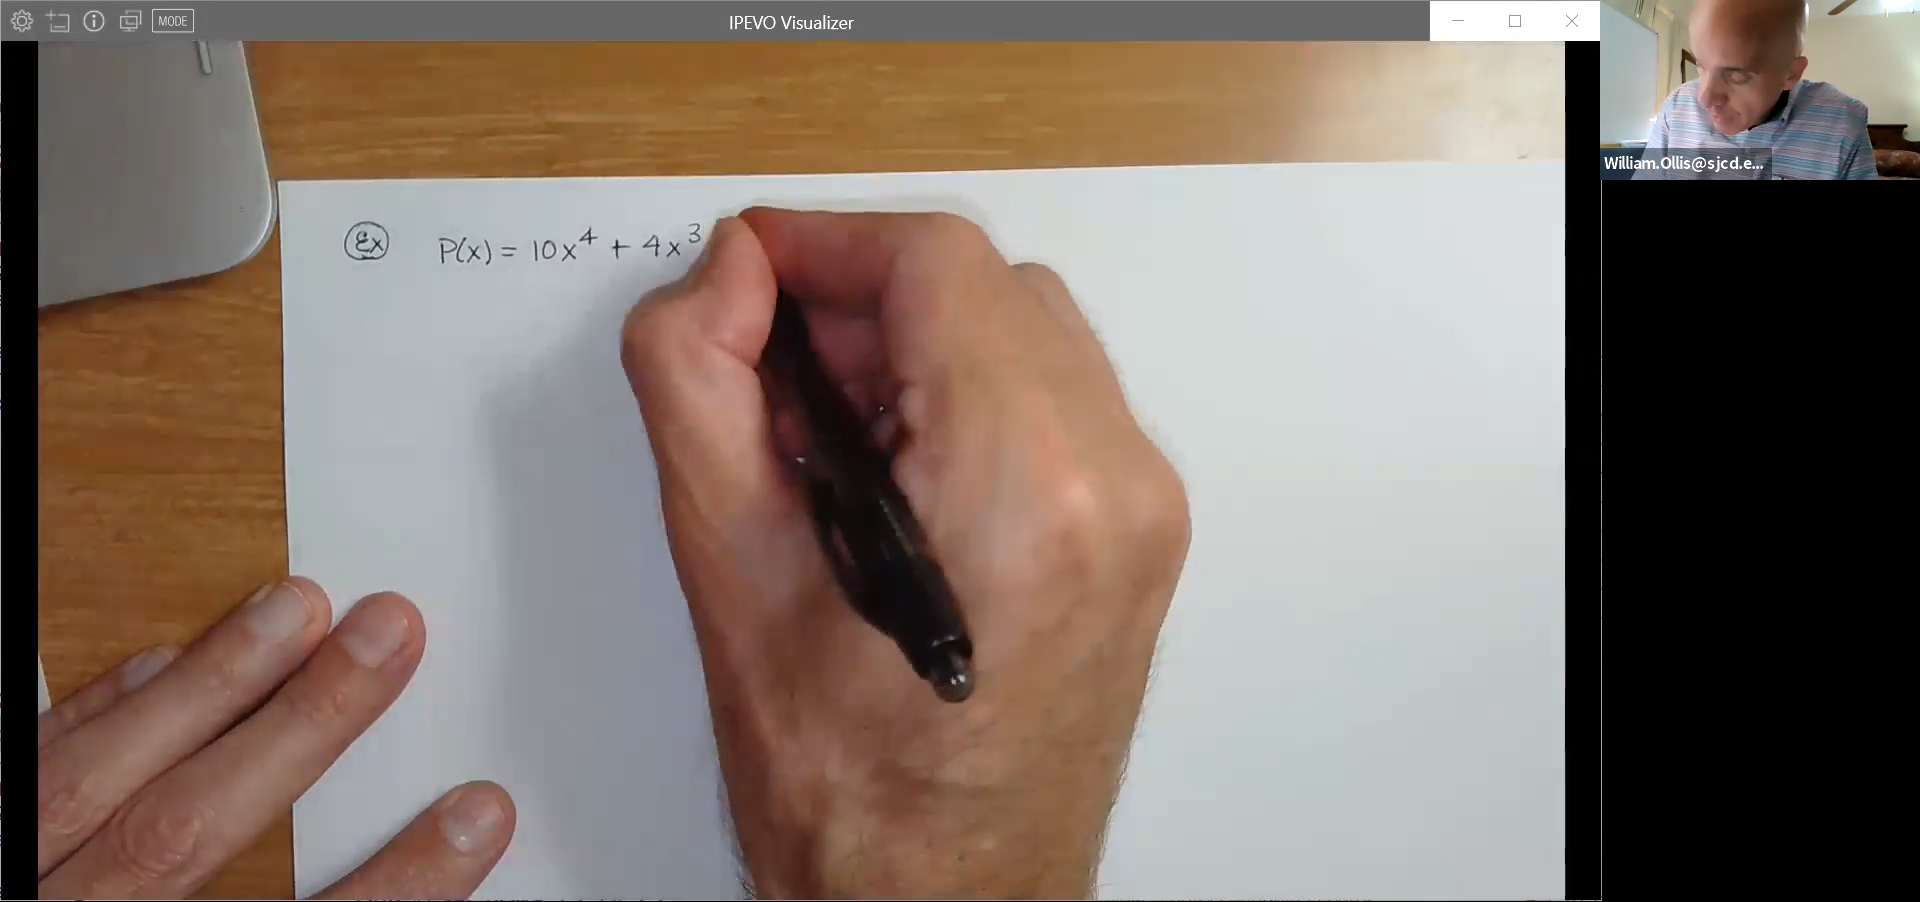 MODE IPEVO Visualizer
William.Ollis@sjcd.e...
Ex P(x) = 10x⁴ + 4x³